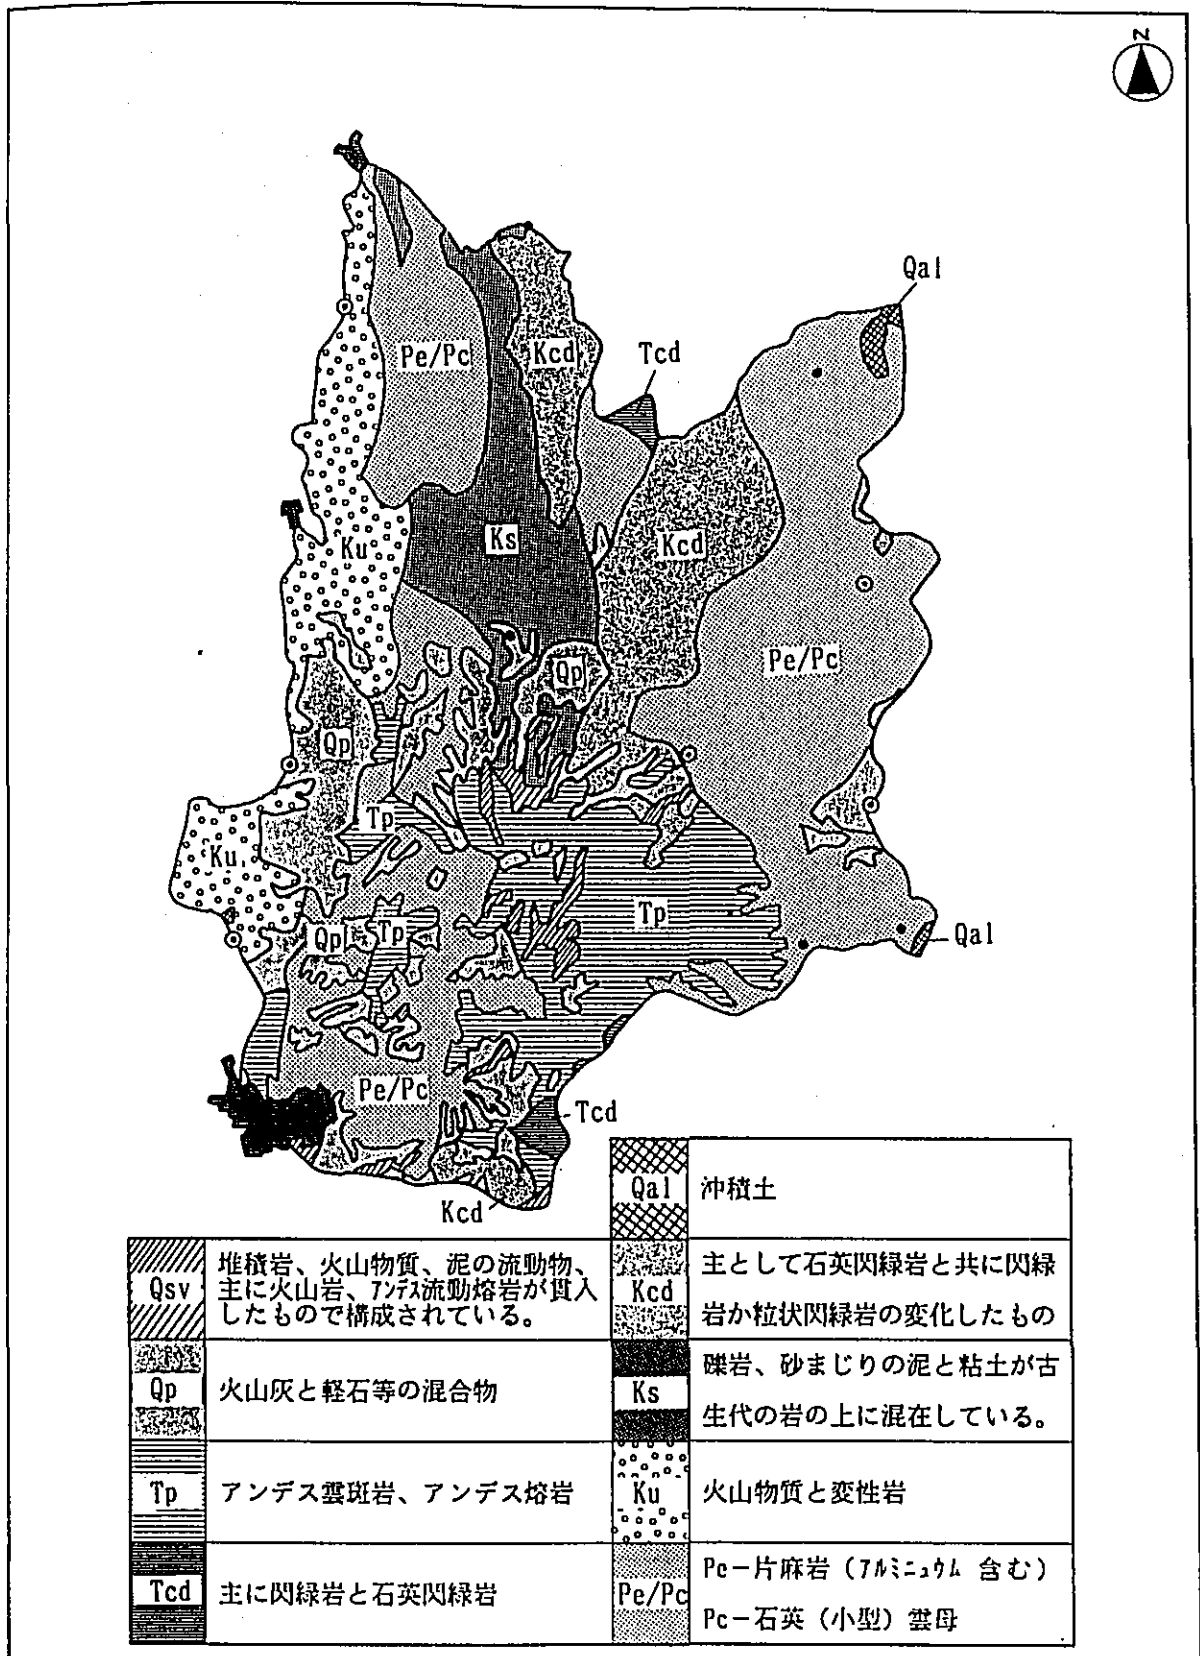 N
Qal
Pe/Pc
Kcd
Tcd
Ku
Ks
Kcd
Pe/Pc
Qp
Qp
Tp
Ku
Tp
Qp
Tp
Qal
Pe/Pc
Tcd
Kcd
Qal
沖積土
Qsv
堆積岩、火山物質、泥の流動物、
主に火山岩、アンデス流動熔岩が貫入
したもので構成されている。
Kcd
主として石英閃緑岩と共に閃緑
岩か粒状閃緑岩の変化したもの
Qp
火山灰と軽石等の混合物
Ks
礫岩、砂まじりの泥と粘土が古
生代の岩の上に混在している。
Tp
アンデス雲斑岩、アンデス熔岩
Ku
火山物質と変性岩
Tcd
主に閃緑岩と石英閃緑岩
Pe/Pc
Pe－片麻岩（アルミニュウム 含む）
Pc－石英（小型）雲母